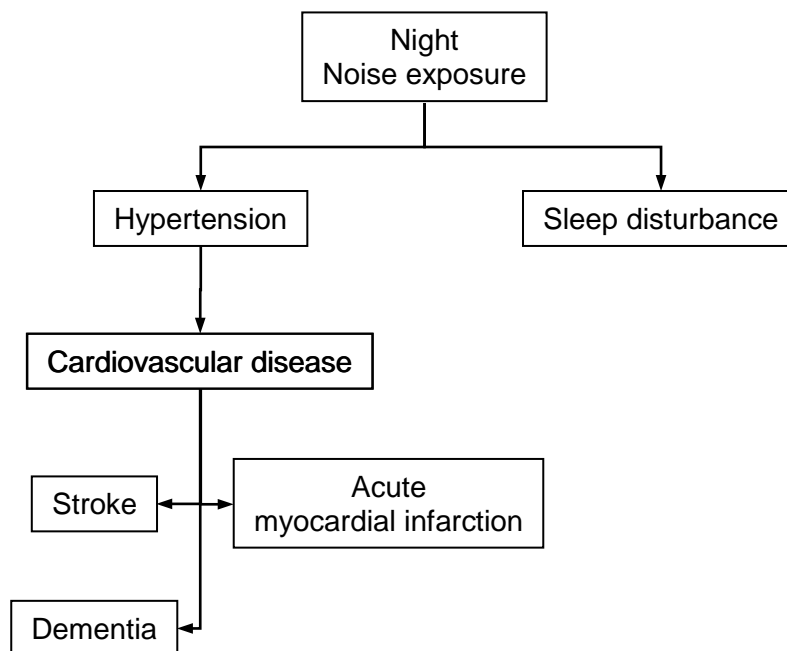 Night
Noise exposure
Hypertension
Sleep disturbance
Cardiovascular disease
Stroke
Acute
myocardial infarction
Dementia